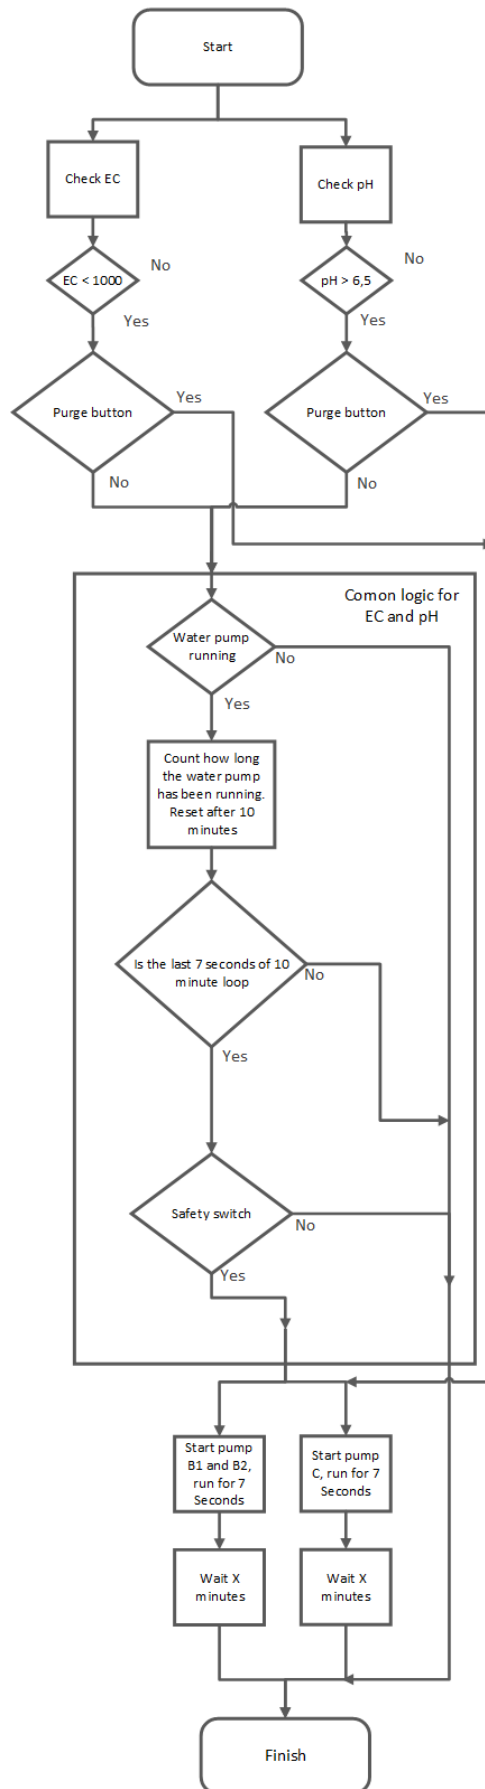 Start
Check EC
Check pH
No
No
EC < 1000
pH > 6,5
Yes
Yes
Yes
Yes
Purge button
Purge button
No
No
Comon logic for
EC and pH
Water pump
running
No
Yes
Count how long
the water pump
has been running.
Reset after 10
minutes
Is the last 7 seconds of 10
minute loop
No
Yes
Safety switch
No
Yes
Start pump
B1 and B2,
run for 7
Seconds
Start pump
C, run for 7
Seconds
Wait X
minutes
Wait X
minutes
Finish